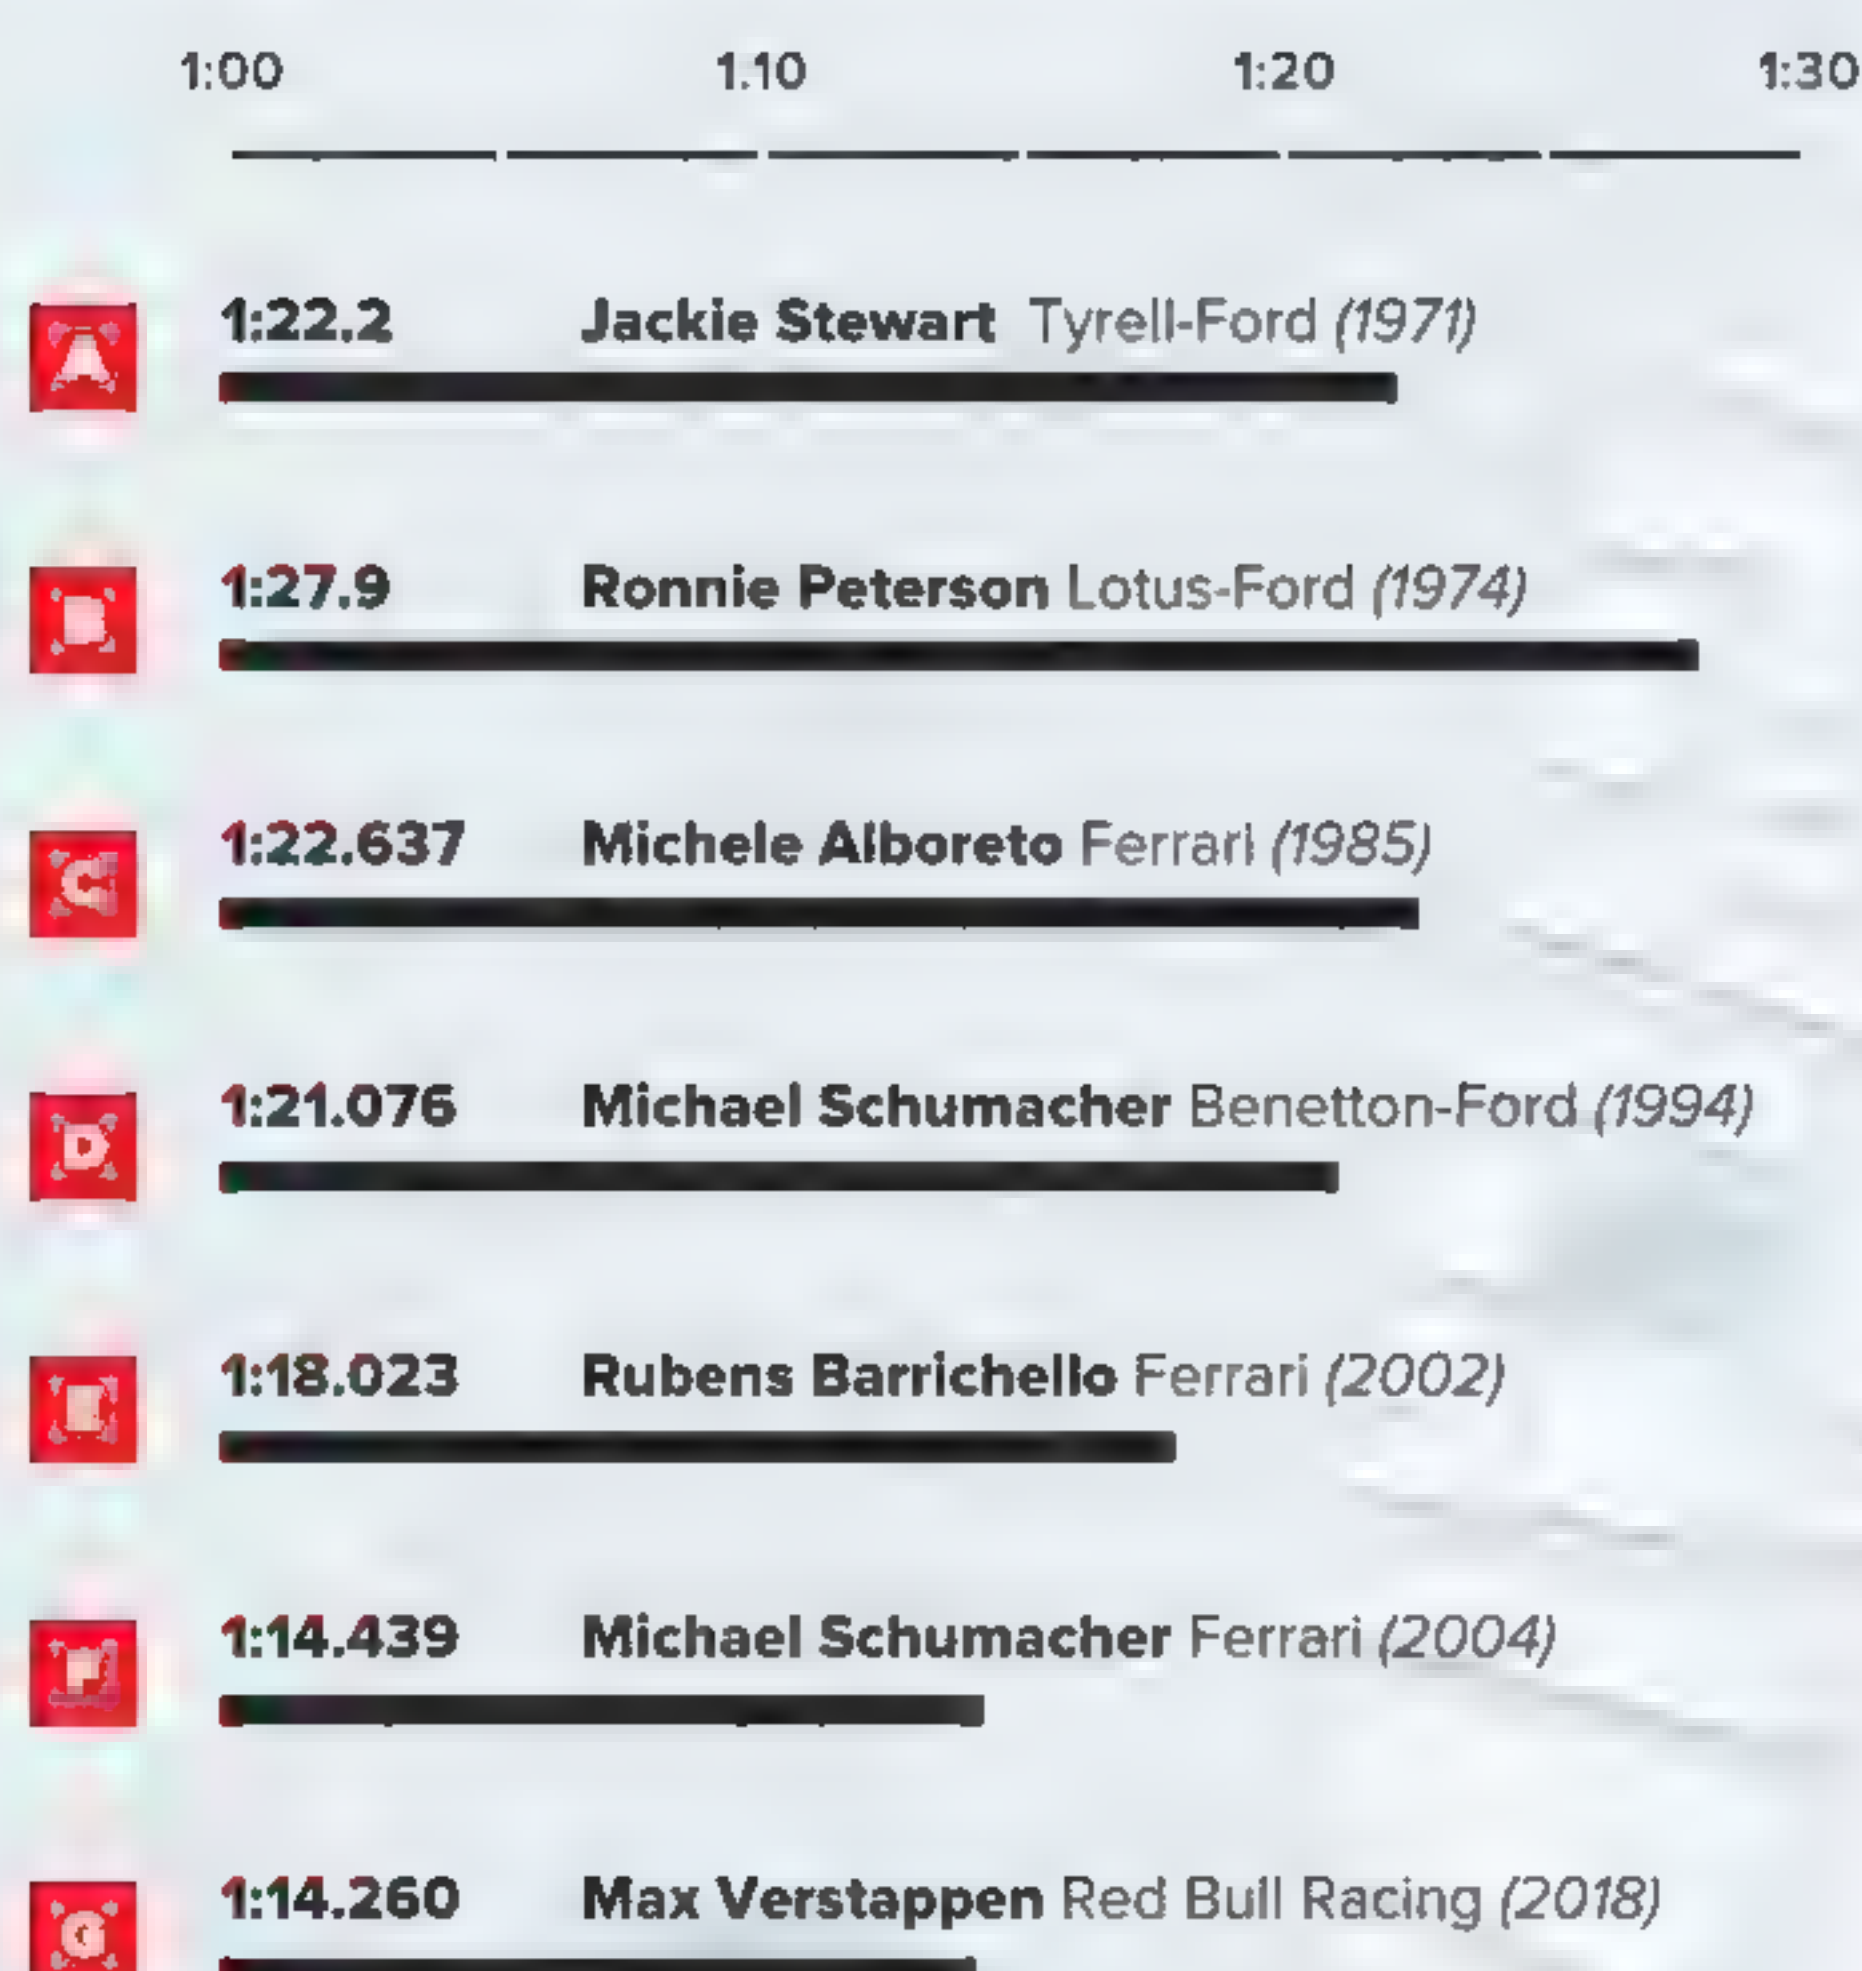 1:00 1:10 1:20 1:30
A 1:22.2 Jackie Stewart Tyrell-Ford (1971)
1:27.9 Ronnie Peterson Lotus-Ford (1974)
C 1:22.637 Michele Alboreto Ferrari (1985)
D 1:21.076 Michael Schumacher Benetton-Ford (1994)
1:18.023 Rubens Barrichello Ferrari (2002)
1:14.439 Michael Schumacher Ferrari (2004)
1:14.260 Max Verstappen Red Bull Racing (2018)